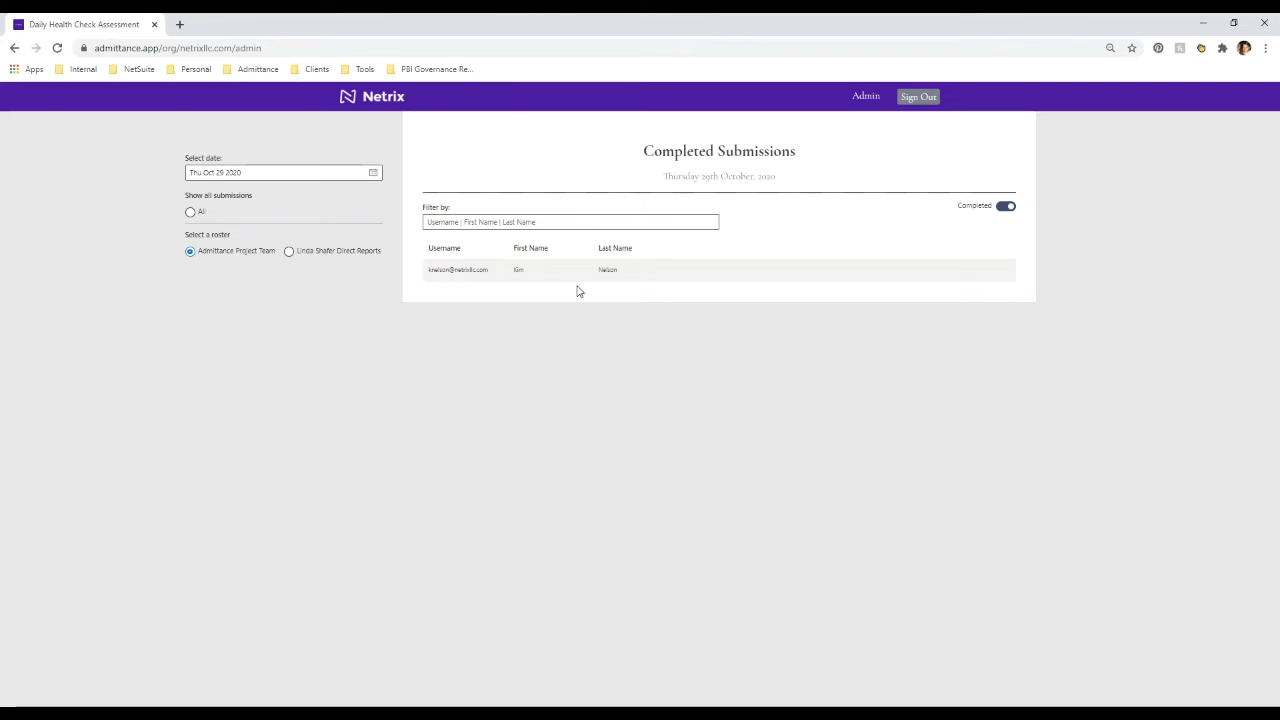 Daily Health Check Assessment
admittance.app/org/netrixllc.com/admin
Apps Internal NetSuite Personal Admittance Clients Tools PBI Governance Re...
Netrix Admin Sign Out
Select date:
Thu Oct 29 2020
Show all submissions
All
Select a roster
Admittance Project Team Linda Shafer Direct Reports
Completed Submissions
Thursday 29th October, 2020
Filter by: Completed
Username | First Name | Last Name
Username First Name Last Name
knelson@netrixllc.com Kim Nelson